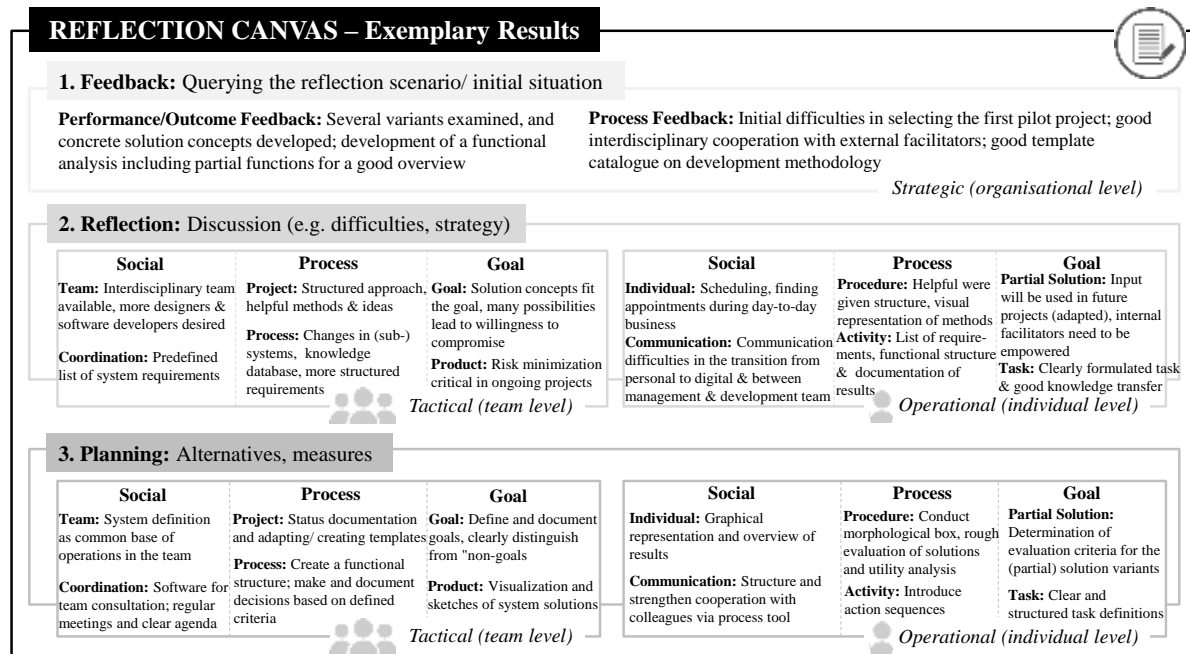 REFLECTION CANVAS – Exemplary Results
1. Feedback: Querying the reflection scenario/ initial situation
Performance/Outcome Feedback: Several variants examined, and
concrete solution concepts developed; development of a functional
analysis including partial functions for a good overview
Process Feedback: Initial difficulties in selecting the first pilot project; good
interdisciplinary cooperation with external facilitators; good template
catalogue on development methodology
Strategic (organisational level)
2. Reflection: Discussion (e.g. difficulties, strategy)
Social
Team: Interdisciplinary team
available, more designers &
software developers desired
Coordination: Predefined
list of system requirements
Process
Project: Structured approach,
helpful methods & ideas
Process: Changes in (sub-)
systems, knowledge
database, more structured
requirements
Goal
Goal: Solution concepts fit
the goal, many possibilities
lead to willingness to
compromise
Product: Risk minimization
critical in ongoing projects
Tactical (team level)
Social
Individual: Scheduling, finding
appointments during day-to-day
business
Communication: Communication
difficulties in the transition from
personal to digital & between
management & development team
Process
Procedure: Helpful were
given structure, visual
representation of methods
Activity: List of require-
ments, functional structure
& documentation of
results
Goal
Partial Solution: Input
will be used in future
projects (adapted), internal
facilitators need to be
empowered
Task: Clearly formulated task
& good knowledge transfer
Operational (individual level)
3. Planning: Alternatives, measures
Social
Team: System definition
as common base of
operations in the team
Coordination: Software for
team consultation; regular
meetings and clear agenda
Process
Project: Status documentation
and adapting/ creating templates
Process: Create a functional
structure; make and document
decisions based on defined
criteria
Goal
Goal: Define and document
goals, clearly distinguish
from "non-goals
Product: Visualization and
sketches of system solutions
Tactical (team level)
Social
Individual: Graphical
representation and overview of
results
Communication: Structure and
strengthen cooperation with
colleagues via process tool
Process
Procedure: Conduct
morphological box, rough
evaluation of solutions
and utility analysis
Activity: Introduce
action sequences
Goal
Partial Solution:
Determination of
evaluation criteria for the
(partial) solution variants
Task: Clear and
structured task definitions
Operational (individual level)